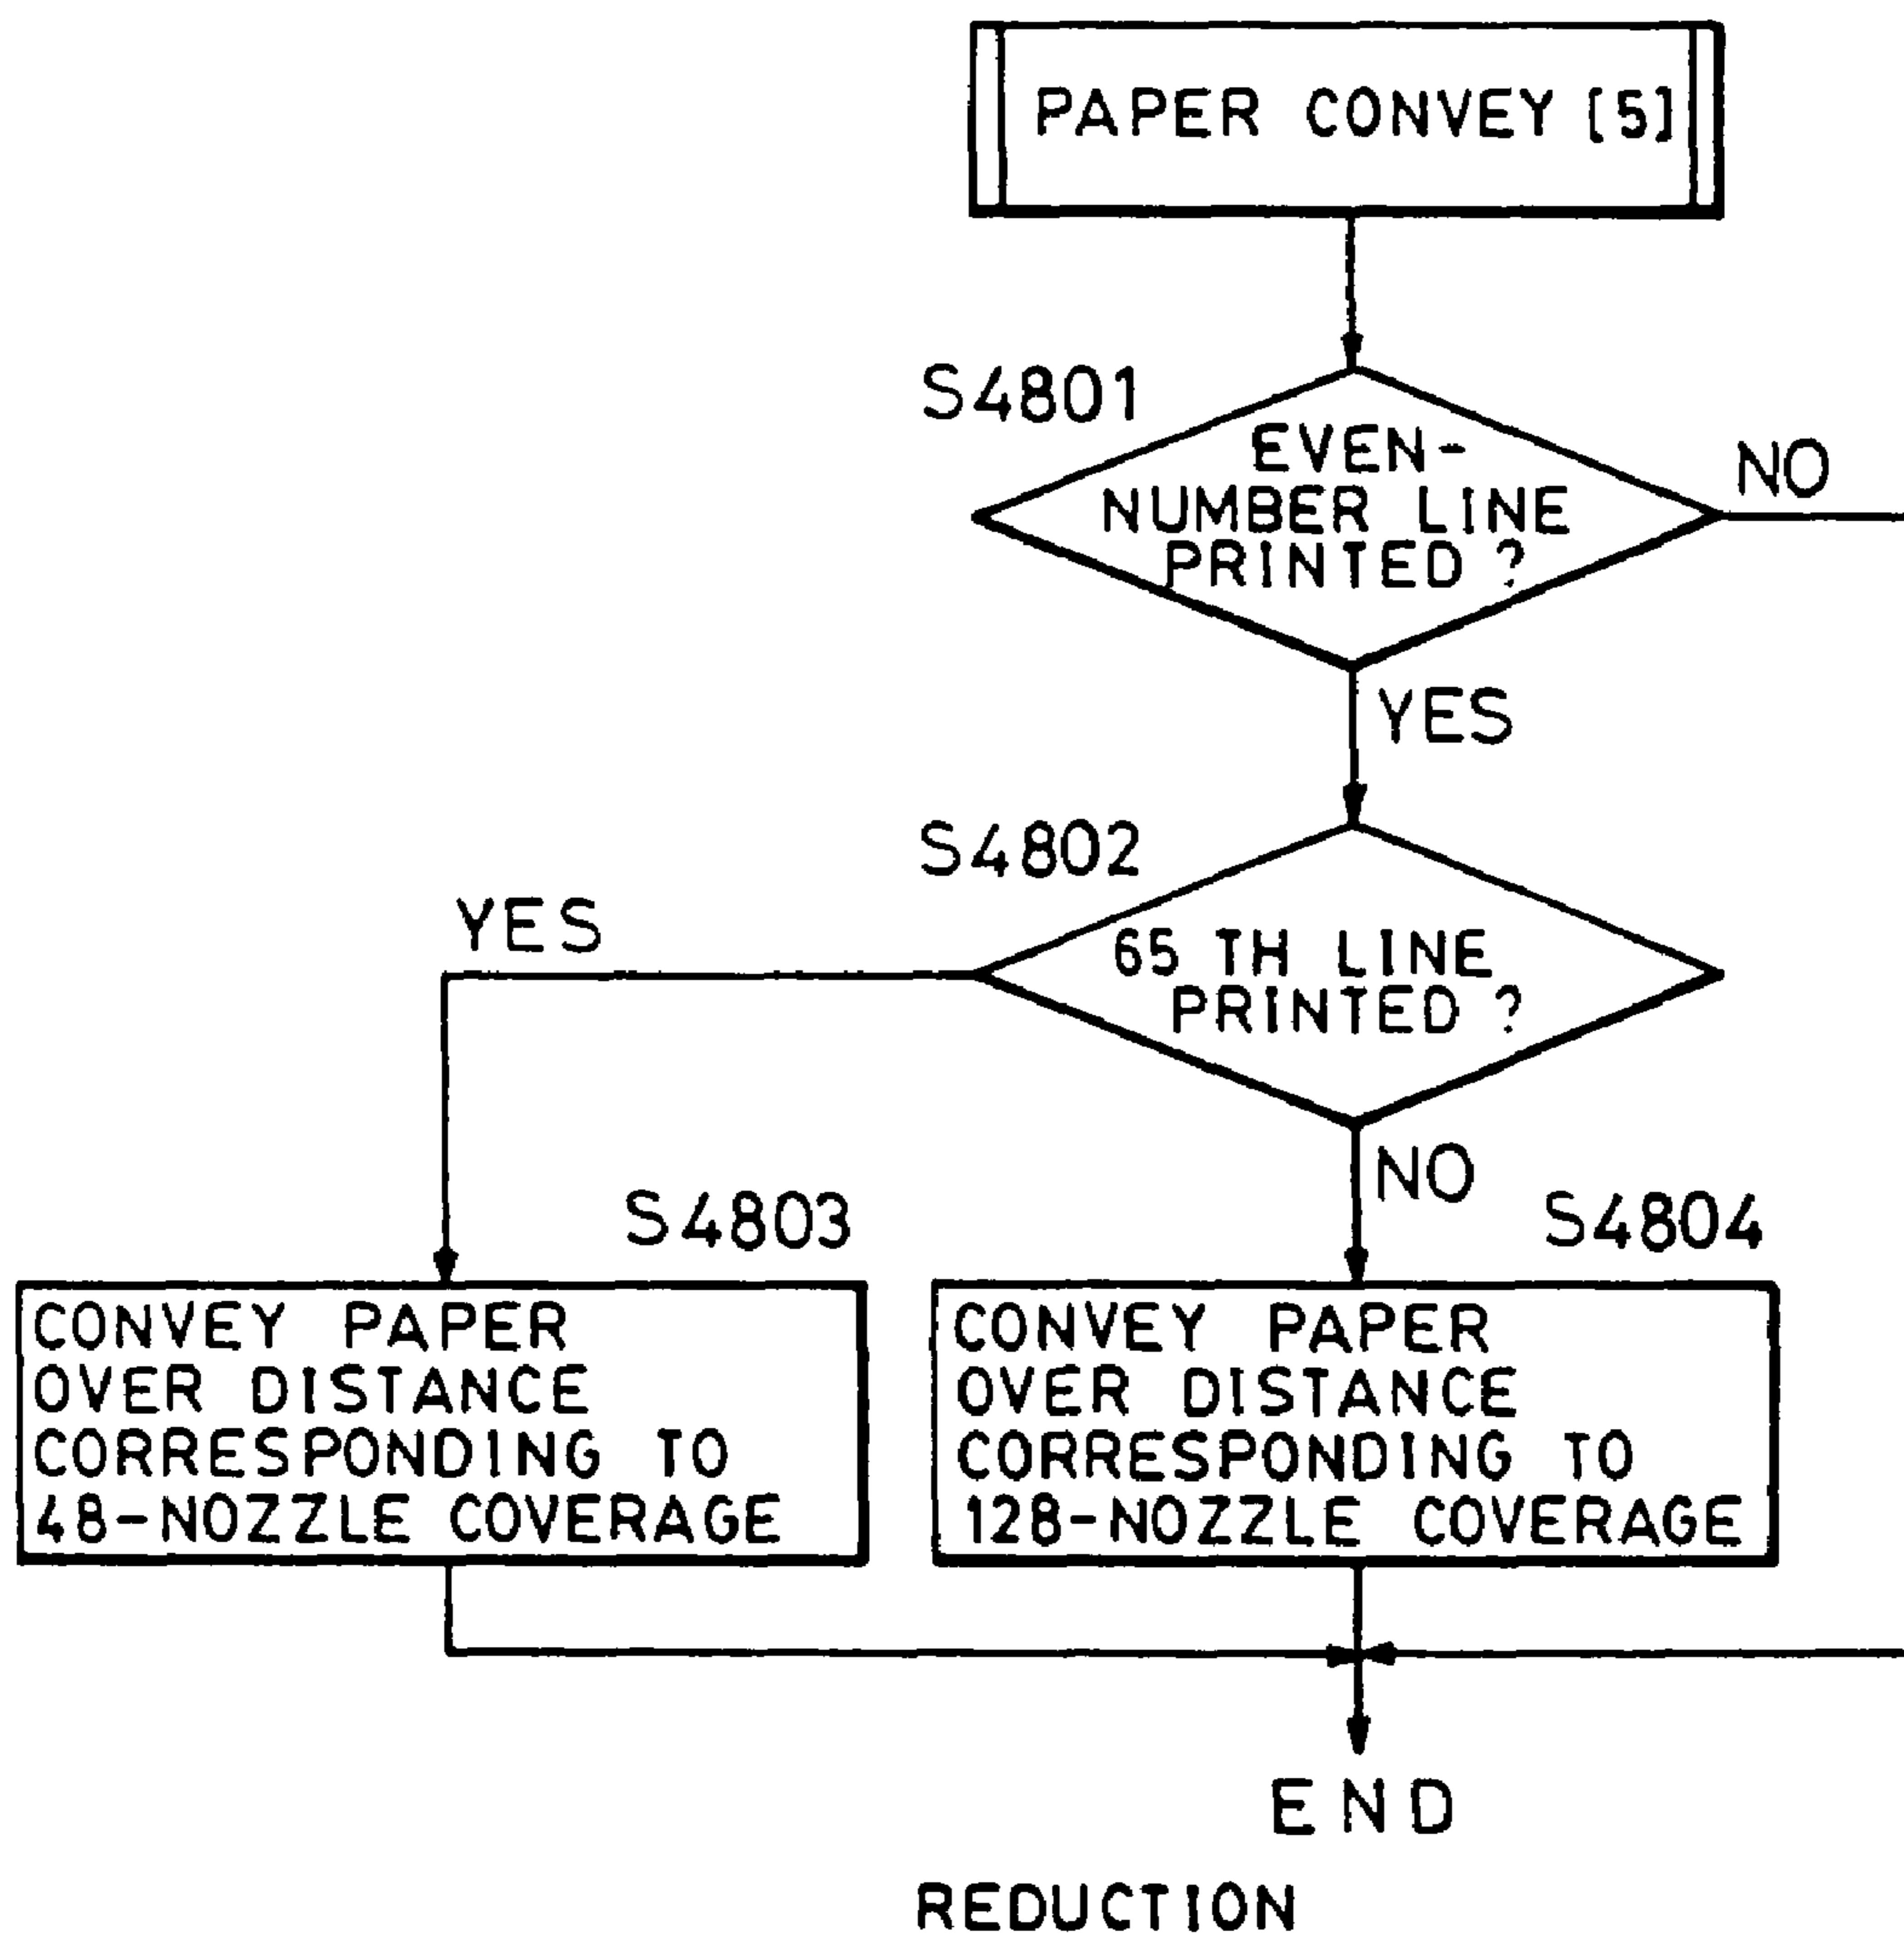 PAPER CONVEY [5]
S4801
EVEN-
NUMBER LINE
PRINTED ?
NO
YES
S4802
65 TH LINE
PRINTED ?
YES
NO
S4803
CONVEY PAPER
OVER DISTANCE
CORRESPONDING TO
48-NOZZLE COVERAGE
S4804
CONVEY PAPER
OVER DISTANCE
CORRESPONDING TO
128-NOZZLE COVERAGE
END
REDUCTION